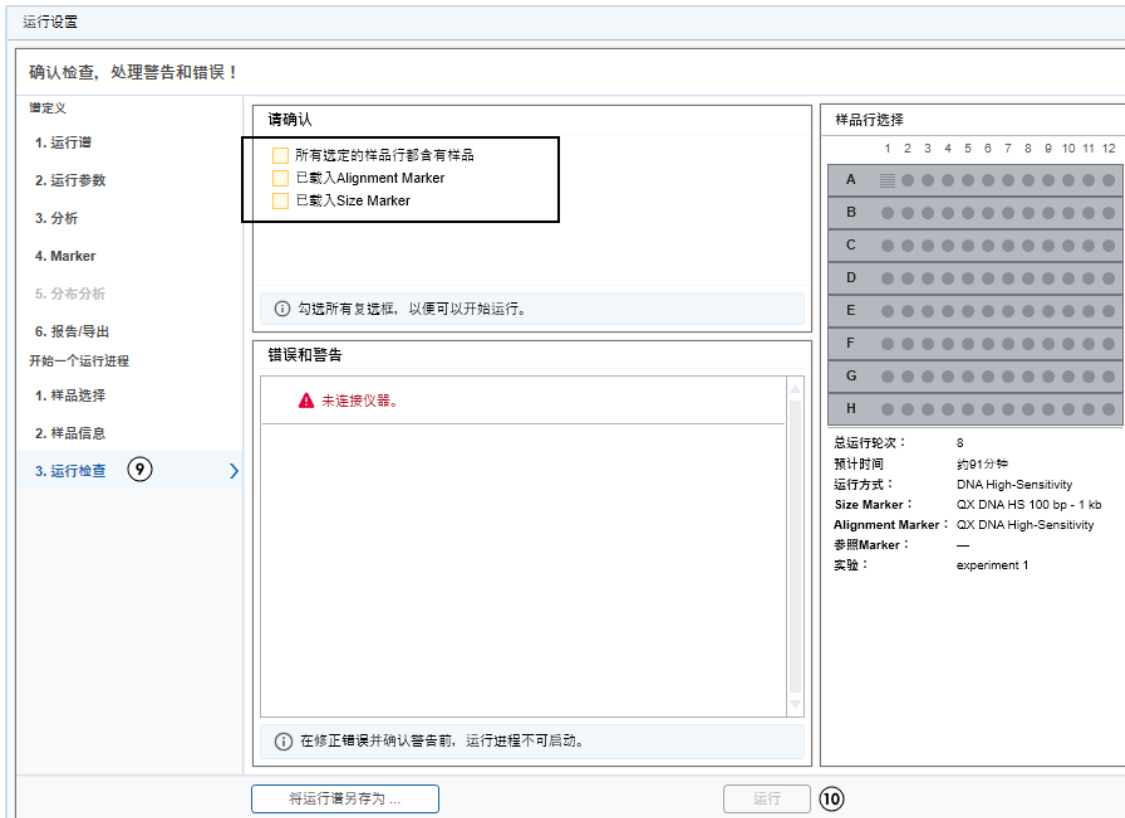 运行设置
确认检查，处理警告和错误！
谱定义
1. 运行谱
2. 运行参数
3. 分析
4. Marker
5. 分布分析
6. 报告/导出
开始一个运行进程
1. 样品选择
2. 样品信息
3. 运行检查 ⑨
请确认
所有选定的样品行都含有样品
已载入Alignment Marker
已载入Size Marker
勾选所有复选框，以便可以开始运行。
错误和警告
未连接仪器。
在修正错误并确认警告前，运行进程不可启动。
样品行选择
1 2 3 4 5 6 7 8 9 10 11 12
A
B
C
D
E
F
G
H
总运行轮次： 8
预计时间 约91分钟
运行方式： DNA High-Sensitivity
Size Marker： QX DNA HS 100 bp - 1 kb
Alignment Marker： QX DNA High-Sensitivity
参照Marker： —
实验： experiment 1
将运行谱另存为 ...
运行 ⑩